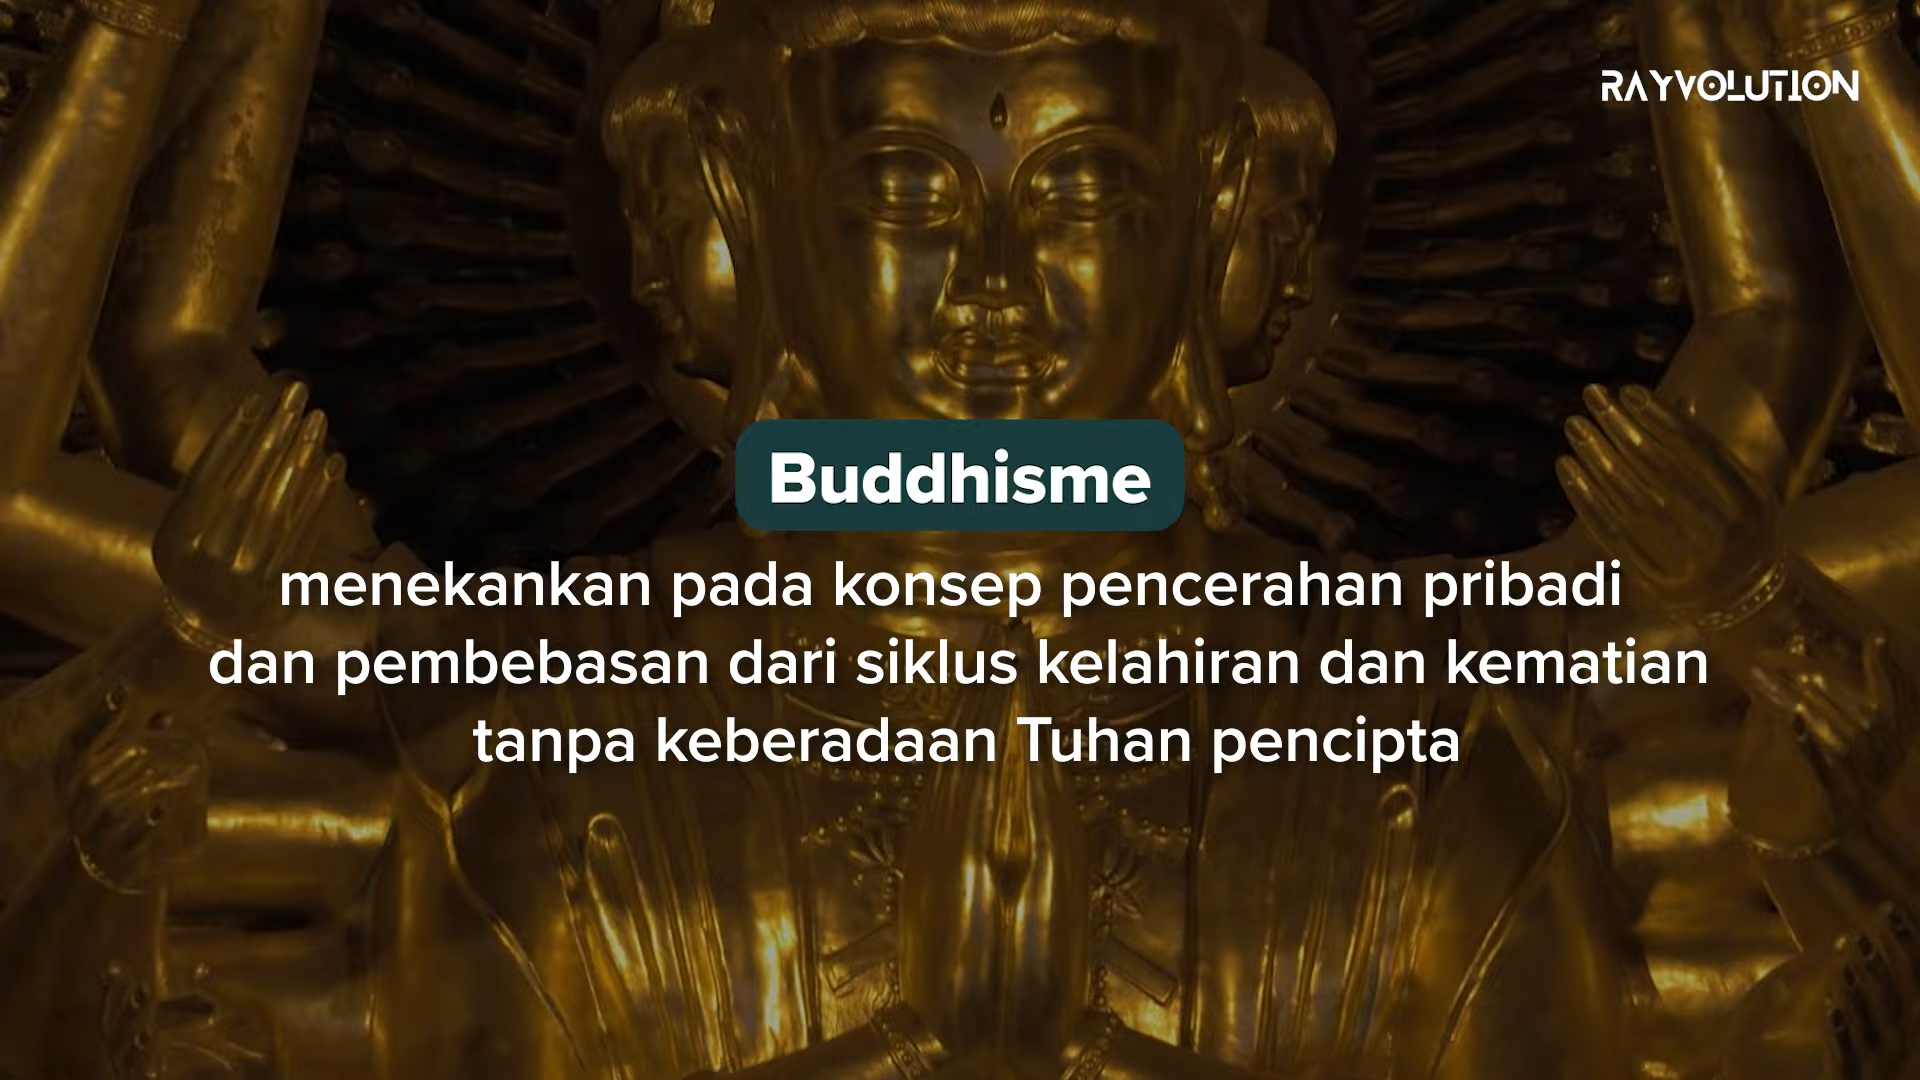 RAYVOLUTION
Buddhisme
menekankan pada konsep pencerahan pribadi
dan pembebasan dari siklus kelahiran dan kematian
tanpa keberadaan Tuhan pencipta